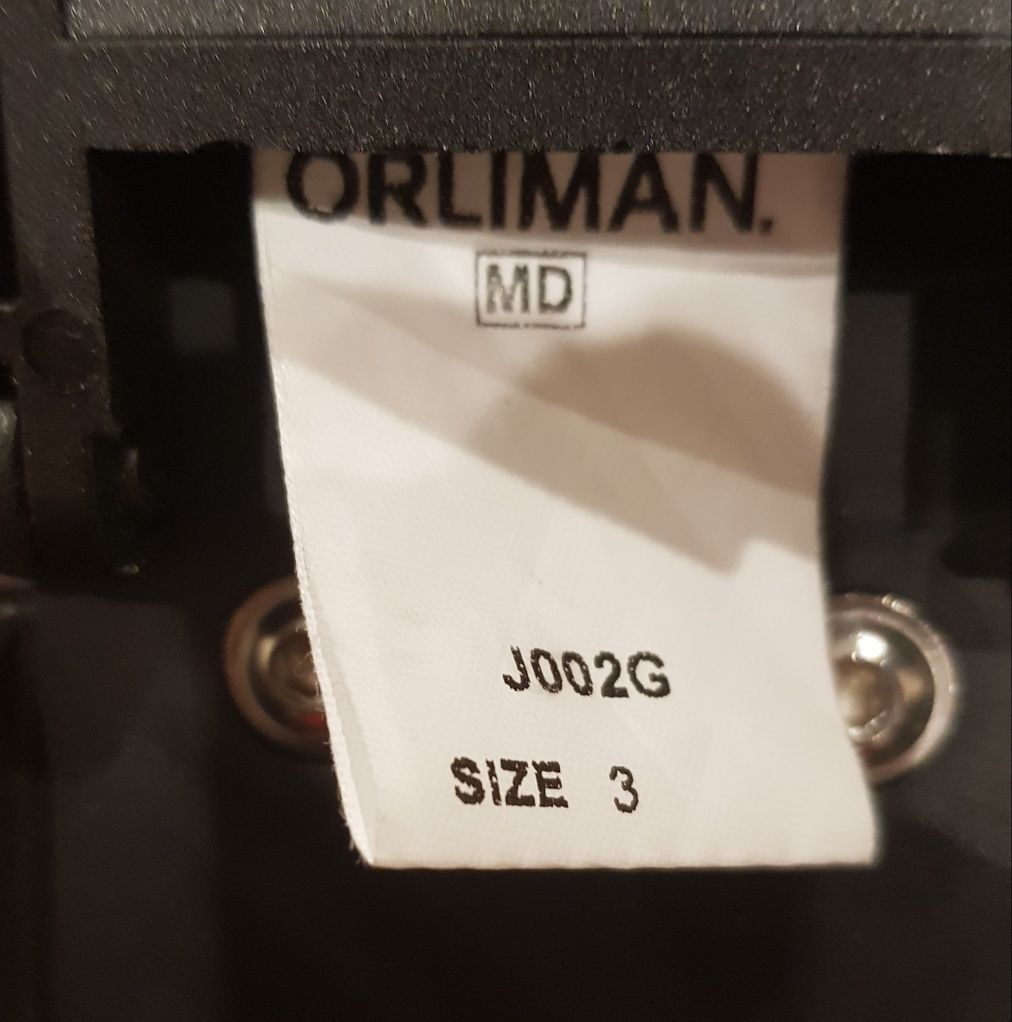 ORLIMAN.
MD
J002G
SIZE 3